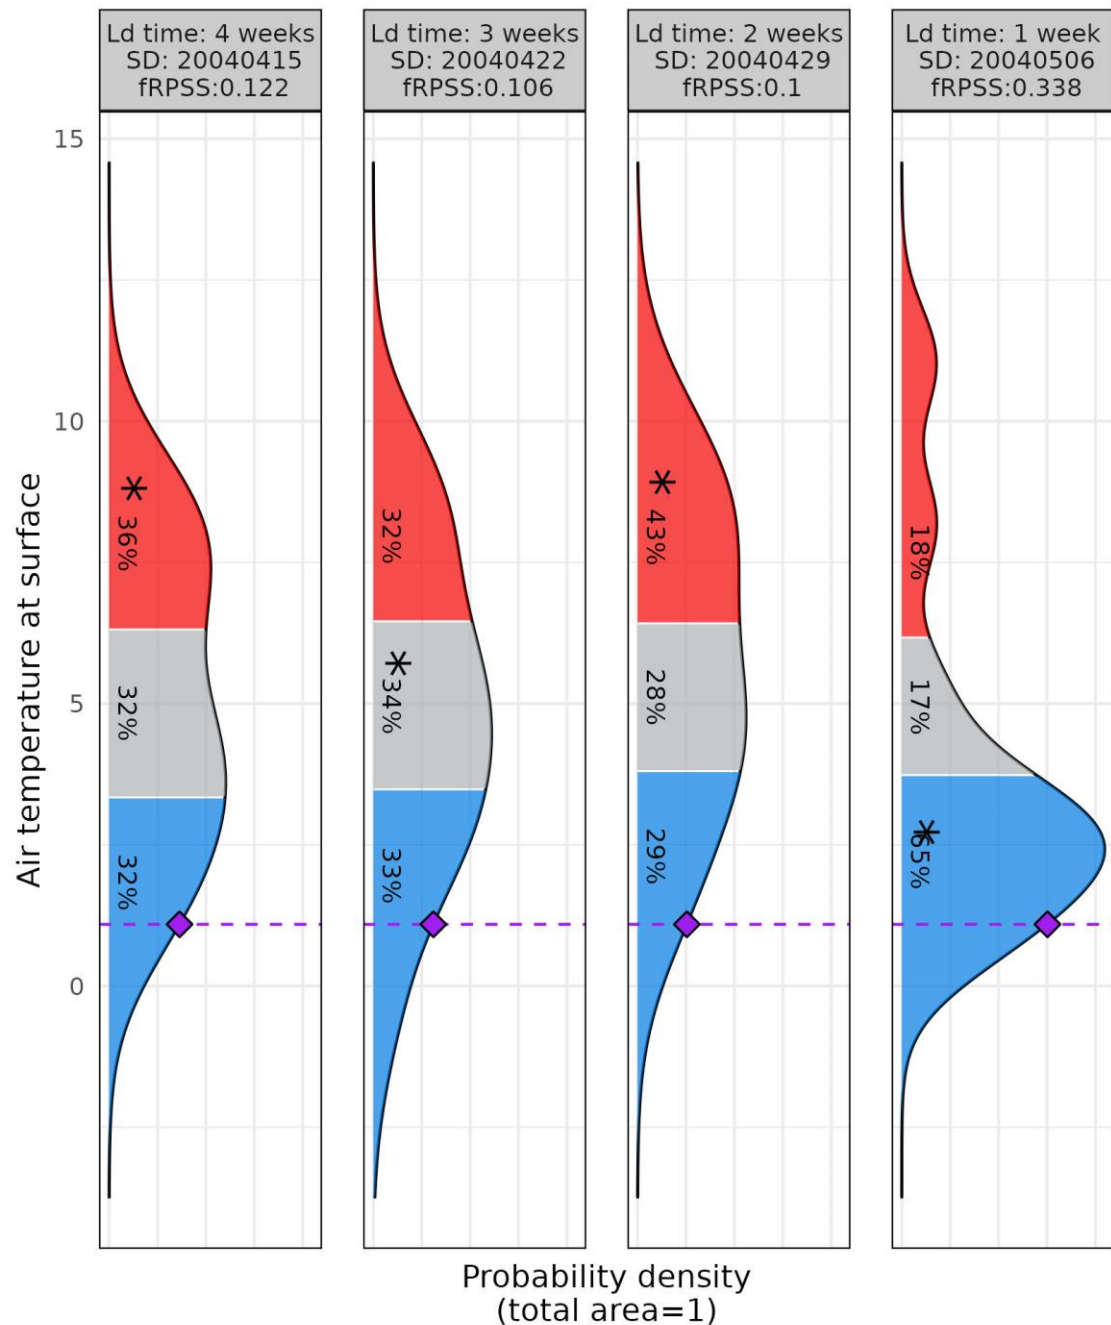 Ld time: 4 weeks
SD: 20040415
fRPSS:0.122
Ld time: 3 weeks
SD: 20040422
fRPSS:0.106
Ld time: 2 weeks
SD: 20040429
fRPSS:0.1
Ld time: 1 week
SD: 20040506
fRPSS:0.338
Air temperature at surface
15
10
5
0
36%
32%
32%
32%
34%
33%
43%
28%
29%
18%
17%
65%
Probability density
(total area=1)